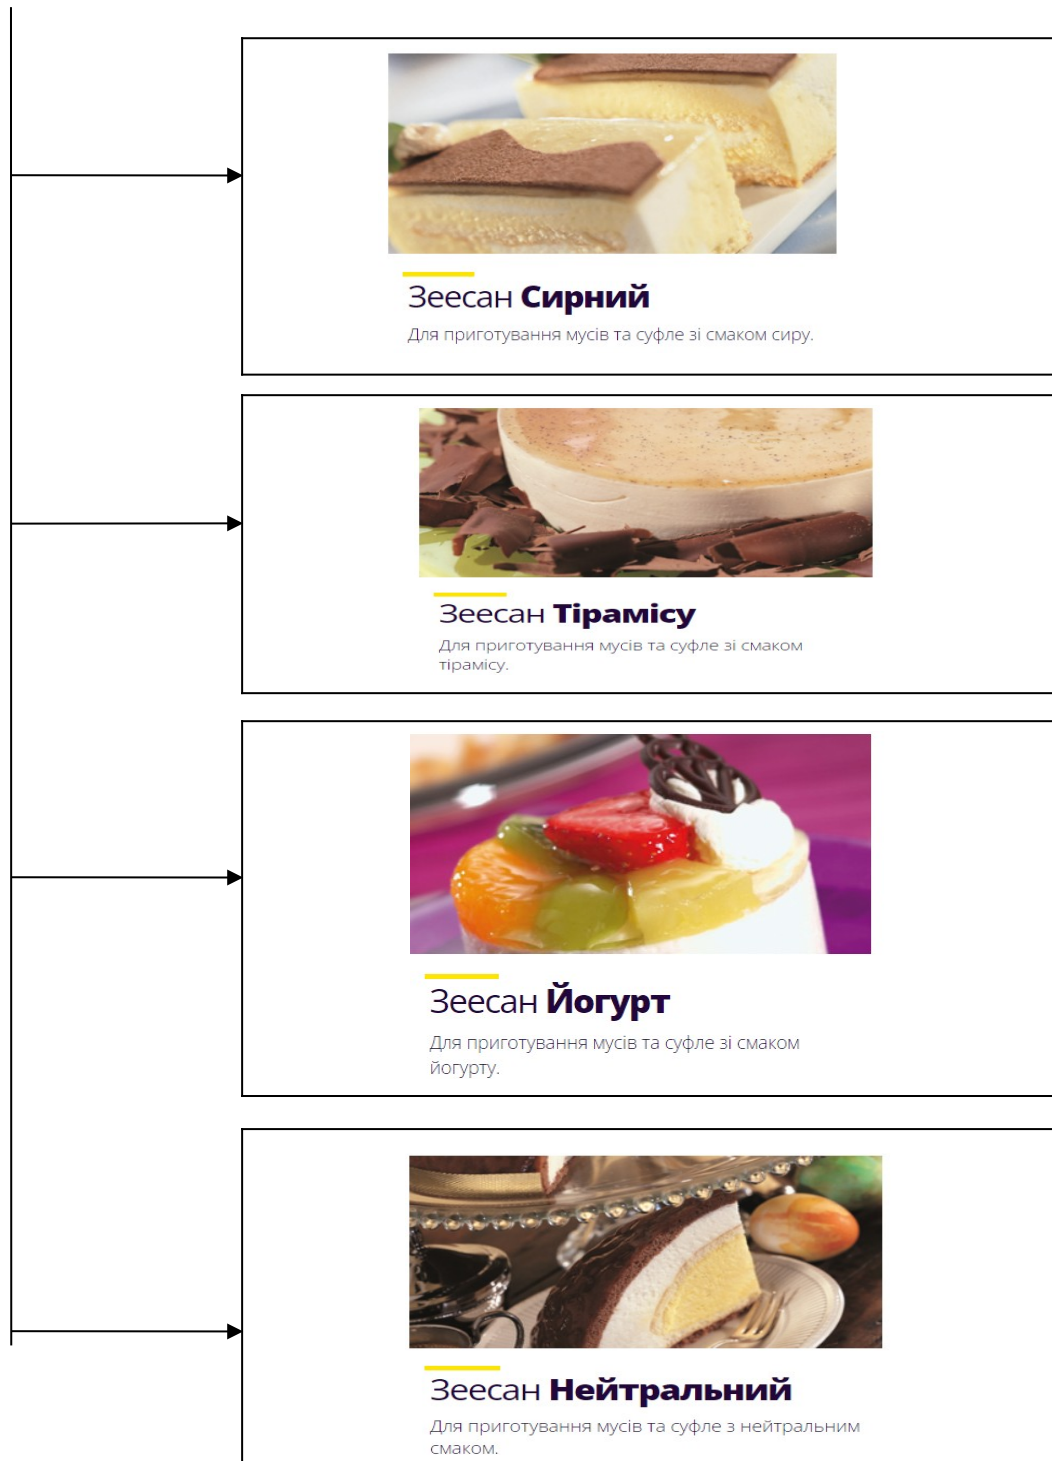 Зеесан Сирний
Для приготування мусів та суфле зі смаком сиру.
Зеесан Тірамісу
Для приготування мусів та суфле зі смаком
тірамісу.
Зеесан Йогурт
Для приготування мусів та суфле зі смаком
йогурту.
Зеесан Нейтральний
Для приготування мусів та суфле з нейтральним
смаком.